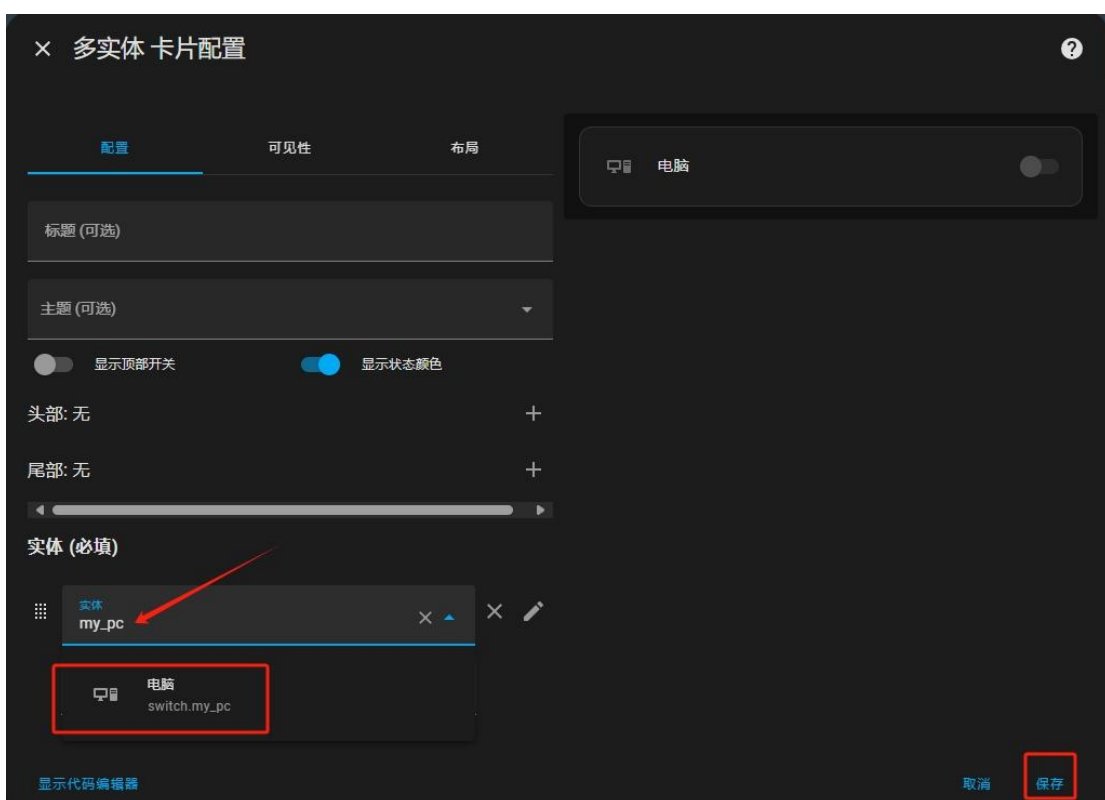 多实体 卡片配置
配置
可见性
布局
标题 (可选)
主题 (可选)
显示顶部开关
显示状态颜色
头部: 无
尾部: 无
实体 (必填)
实体
my_pc
电脑
switch.my_pc
显示代码编辑器
电脑
取消
保存